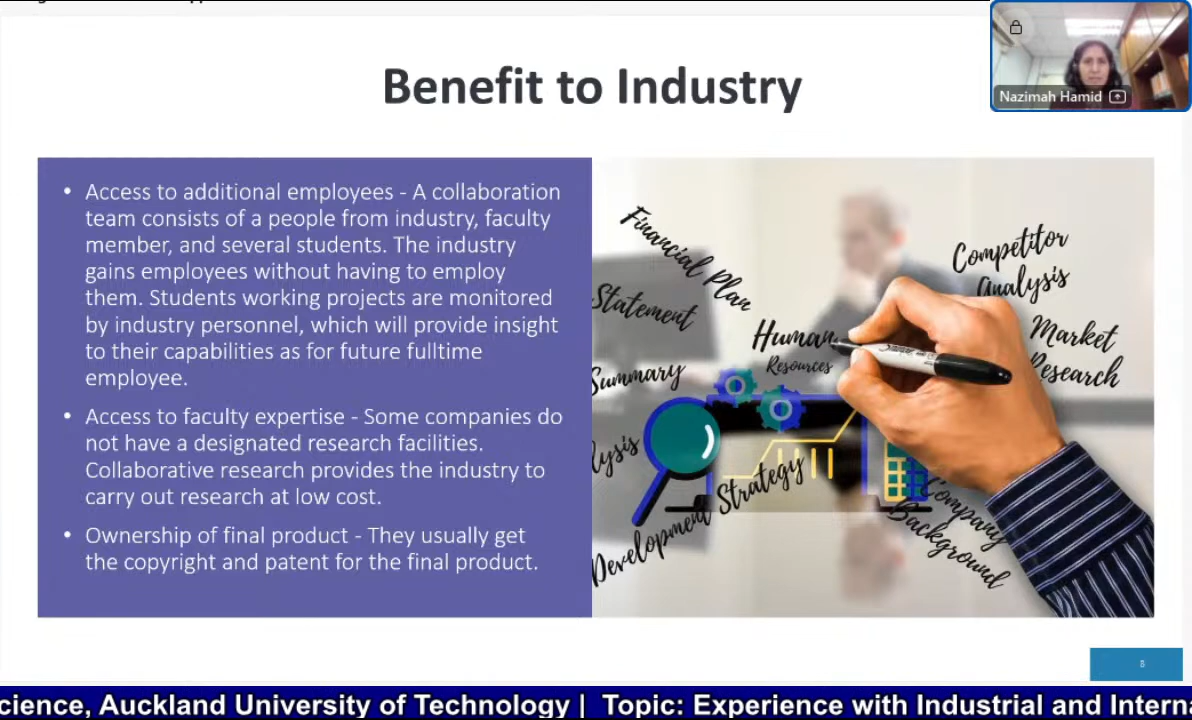 Benefit to Industry
Nazimah Hamid
• Access to additional employees - A collaboration
team consists of a people from industry, faculty
member, and several students. The industry
gains employees without having to employ
them. Students working projects are monitored
by industry personnel, which will provide insight
to their capabilities as for future fulltime
employee.
• Access to faculty expertise - Some companies do
not have a designated research facilities.
Collaborative research provides the industry to
carry out research at low cost.
• Ownership of final product - They usually get
the copyright and patent for the final product.
Financial Plan
Statement
Summary
lysis
Development Strategy
Human
Resources
Competitor
Analysis
Market
Research
Company
Background
5
cience, Auckland University of Technology | Topic: Experience with Industrial and Interna